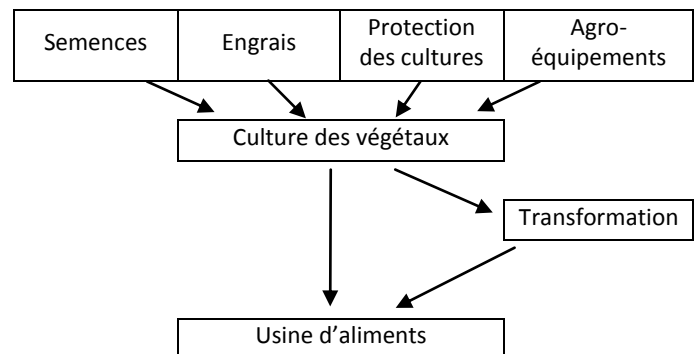 Semences
Engrais
Protection
des cultures
Agro-
équipements
Culture des végétaux
Transformation
Usine d’aliments